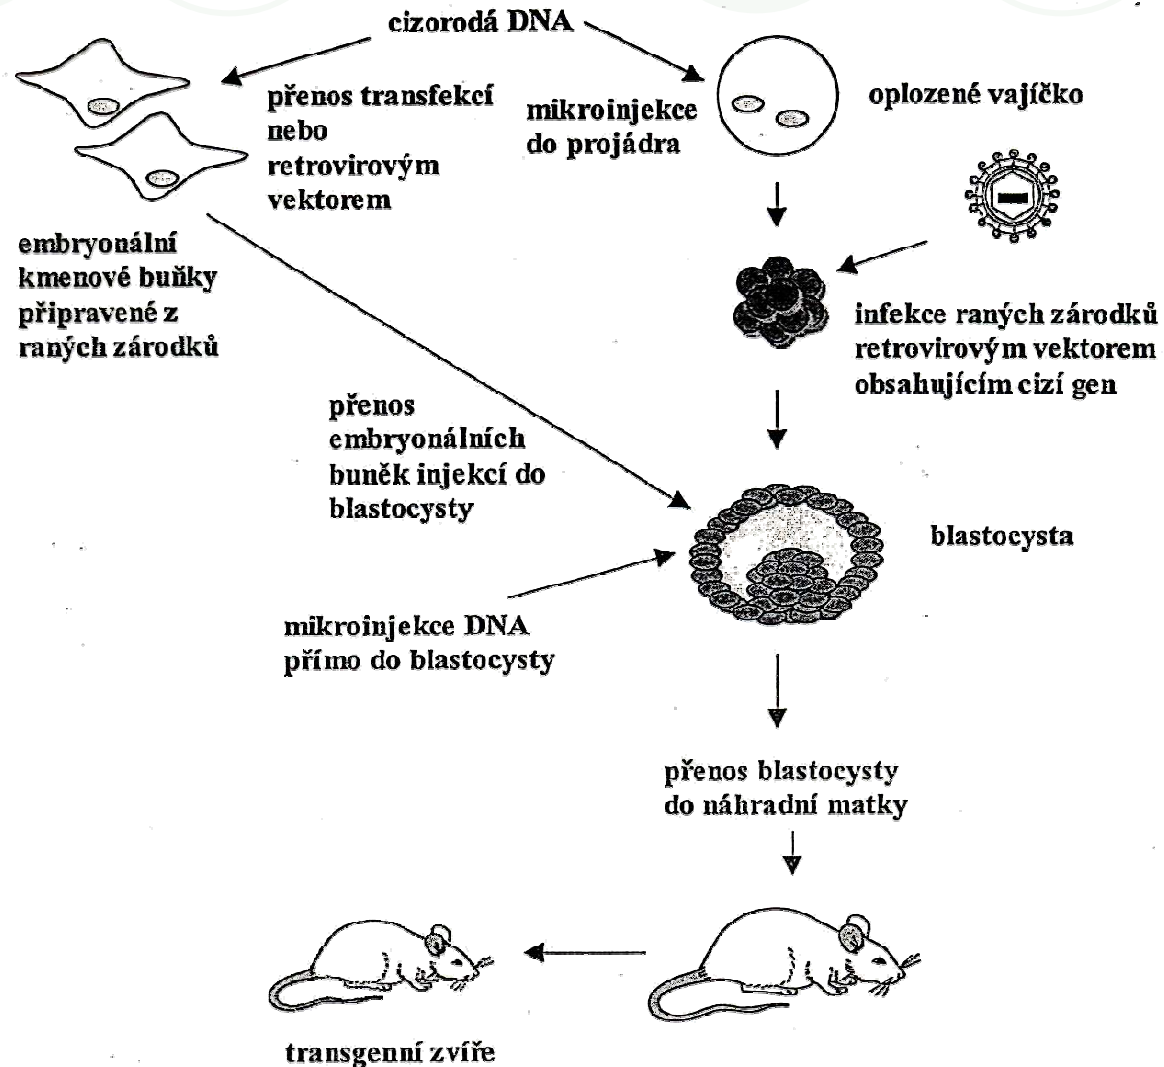 cizorodá DNA
přenos transfekcí
nebo
retrovirovým
vektorem
mikroinjekce
do projádra
oplozené vajíčko
embryonální
kmenové buňky
připravené z
raných zárodků
infekce raných zárodků
retrovirovým vektorem
obsahujícím cizí gen
přenos
embryonálních
buněk injekcí do
blastocysty
blastocysta
mikroinjekce DNA
přímo do blastocysty
přenos blastocysty
do náhradní matky
transgenní zvíře